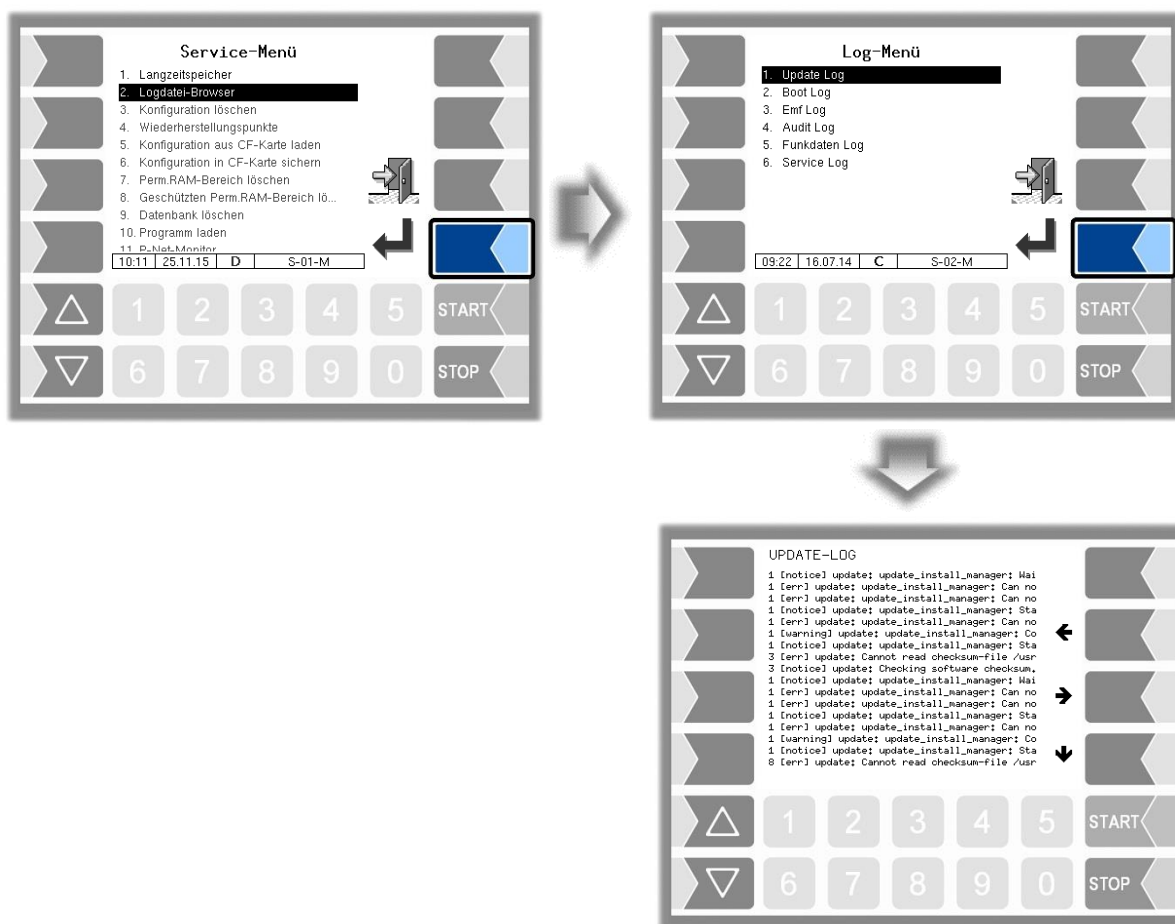 Service-Menü
1. Langzeitspeicher
2. Logdatei-Browser
3. Konfiguration löschen
4. Wiederherstellungspunkte
5. Konfiguration aus CF-Karte laden
6. Konfiguration in CF-Karte sichern
7. Perm.RAM-Bereich löschen
8. Geschützten Perm.RAM-Bereich lö...
9. Datenbank löschen
10. Programm laden
11. P-Net-Monitor
10:11 25.11.15 D S-01-M
1 2 3 4 5 START
6 7 8 9 0 STOP
Log-Menü
1. Update Log
2. Boot Log
3. Emf Log
4. Audit Log
5. Funkdaten Log
6. Service Log
09:22 16.07.14 C S-02-M
1 2 3 4 5 START
6 7 8 9 0 STOP
UPDATE-LOG
1 [notice] update: update_install_manager: Wai
1 [err] update: update_install_manager: Can no
1 [err] update: update_install_manager: Can no
1 [notice] update: update_install_manager: Sta
1 [err] update: update_install_manager: Can no
1 [warning] update: update_install_manager: Co
1 [notice] update: update_install_manager: Sta
3 [err] update: Cannot read checksum-file /usr
3 [notice] update: Checking software checksum.
1 [notice] update: update_install_manager: Wai
1 [err] update: update_install_manager: Can no
1 [err] update: update_install_manager: Can no
1 [notice] update: update_install_manager: Sta
1 [err] update: update_install_manager: Can no
1 [warning] update: update_install_manager: Co
1 [notice] update: update_install_manager: Sta
8 [err] update: Cannot read checksum-file /usr
1 2 3 4 5 START
6 7 8 9 0 STOP